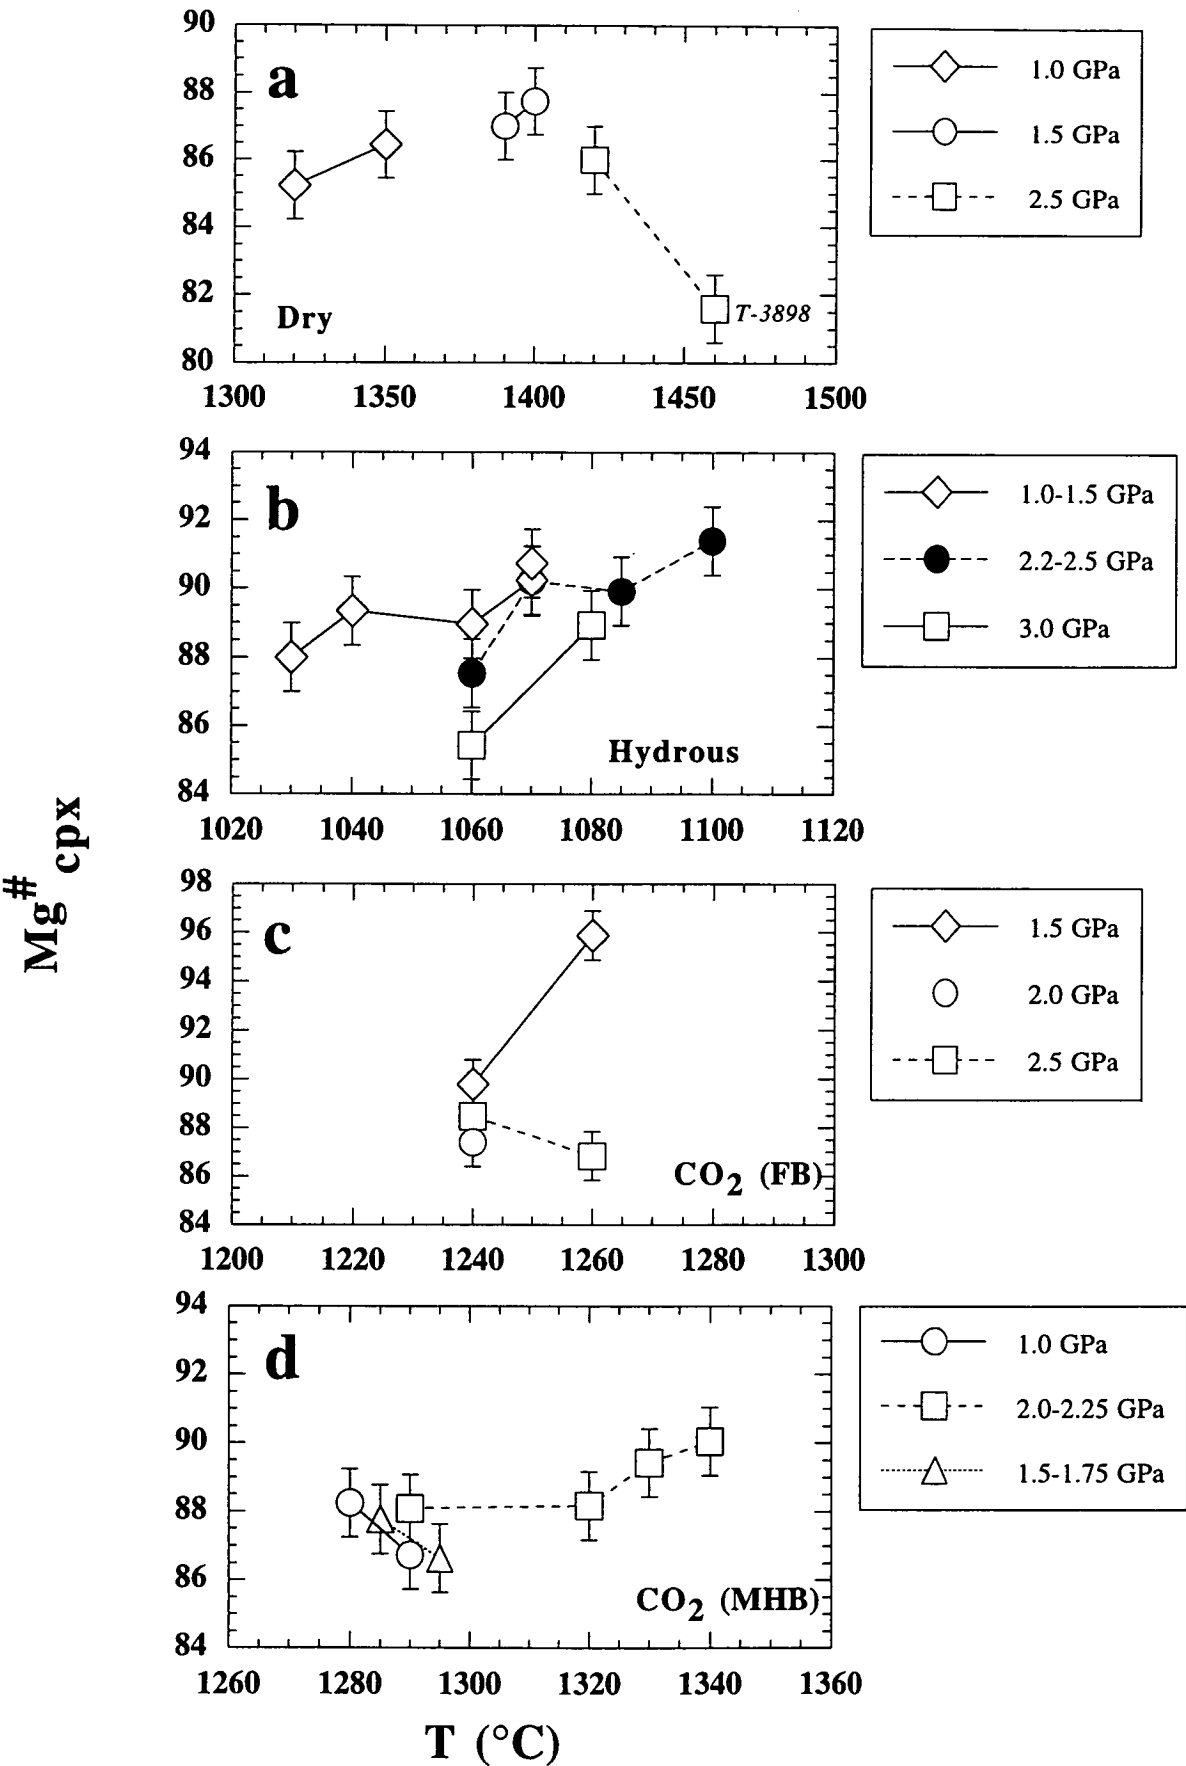 90
88
86
84
82
80
a
Dry
T-3898
1300 1350 1400 1450 1500
1.0 GPa
1.5 GPa
2.5 GPa
94
92
90
88
86
84
b
Hydrous
1020 1040 1060 1080 1100 1120
1.0-1.5 GPa
2.2-2.5 GPa
3.0 GPa
Mg# cpx
98
96
94
92
90
88
86
84
c
CO2 (FB)
1200 1220 1240 1260 1280 1300
1.5 GPa
2.0 GPa
2.5 GPa
94
92
90
88
86
84
d
CO2 (MHB)
1260 1280 1300 1320 1340 1360
1.0 GPa
2.0-2.25 GPa
1.5-1.75 GPa
T (°C)